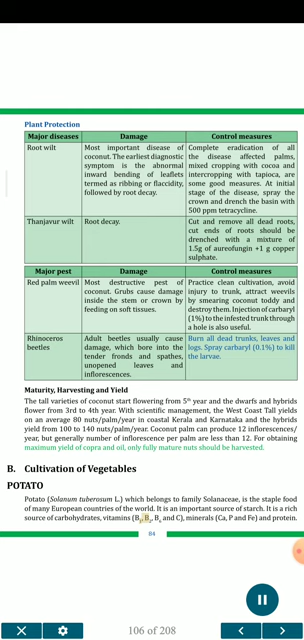 Plant Protection
Major diseases Damage Control measures
Root wilt Most important disease of coconut. The earliest diagnostic symptom is the abnormal inward bending of leaflets termed as ribbing or flaccidity, followed by root decay. Complete eradication of all the disease affected palms, mixed cropping with cocoa and intercropping with tapioca, are some good measures. At initial stage of the disease, spray the crown and drench the basin with 500 ppm tetracycline.
Thanjavur wilt Root decay. Cut and remove all dead roots, cut ends of roots should be drenched with a mixture of 1.5g of aureofungin +1 g copper sulphate.
Major pest Damage Control measures
Red palm weevil Most destructive pest of coconut. Grubs cause damage inside the stem or crown by feeding on soft tissues. Practice clean cultivation, avoid injury to trunk, attract weevils by smearing coconut toddy and destroy them. Injection of carbaryl (1%) to the infested trunk through a hole is also useful.
Rhinoceros beetles Adult beetles usually cause damage, which bore into the tender fronds and spathes, unopened leaves and inflorescences. Burn all dead trunks, leaves and logs. Spray carbaryl (0.1%) to kill the larvae.
Maturity, Harvesting and Yield
The tall varieties of coconut start flowering from 5th year and the dwarfs and hybrids
flower from 3rd to 4th year. With scientific management, the West Coast Tall yields
on an average 80 nuts/palm/year in coastal Kerala and Karnataka and the hybrids
yield from 100 to 140 nuts/palm/year. Coconut palm can produce 12 inflorescences/
year, but generally number of inflorescence per palm are less than 12. For obtaining
maximum yield of copra and oil, only fully mature nuts should be harvested.
B. Cultivation of Vegetables
POTATO
Potato (Solanum tuberosum L.) which belongs to family Solanaceae, is the staple food
of many European countries of the world. It is an important source of starch. It is a rich
source of carbohydrates, vitamins (B1, B2, B6 and C), minerals (Ca, P and Fe) and protein.
84
106 of 208